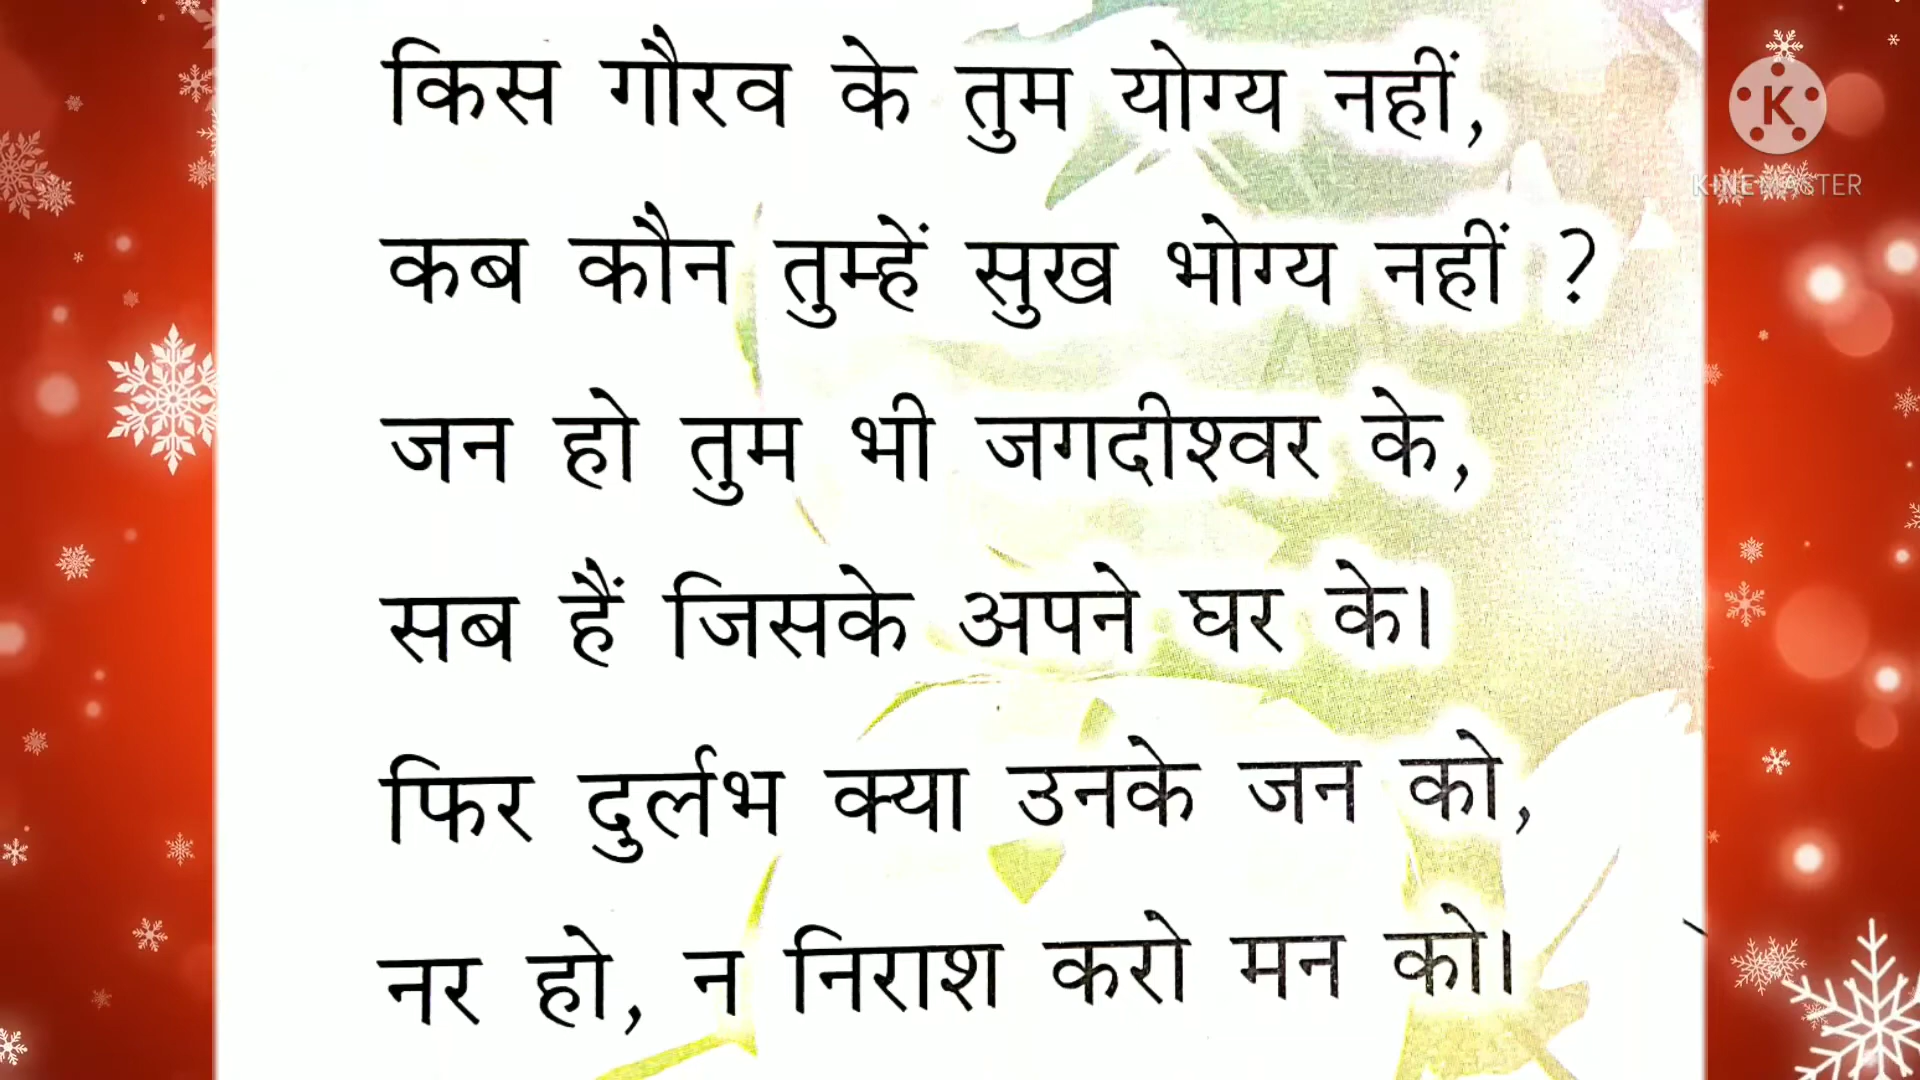 किस गौरव के तुम योग्य नहीं,
कब कौन तुम्हें सुख भोग्य नहीं ?
जन हो तुम भी जगदीश्वर के,
सब हैं जिसके अपने घर के।
फिर दुर्लभ क्या उनके जन को,
नर हो, न निराश करो मन को।
K
KINEMASTER